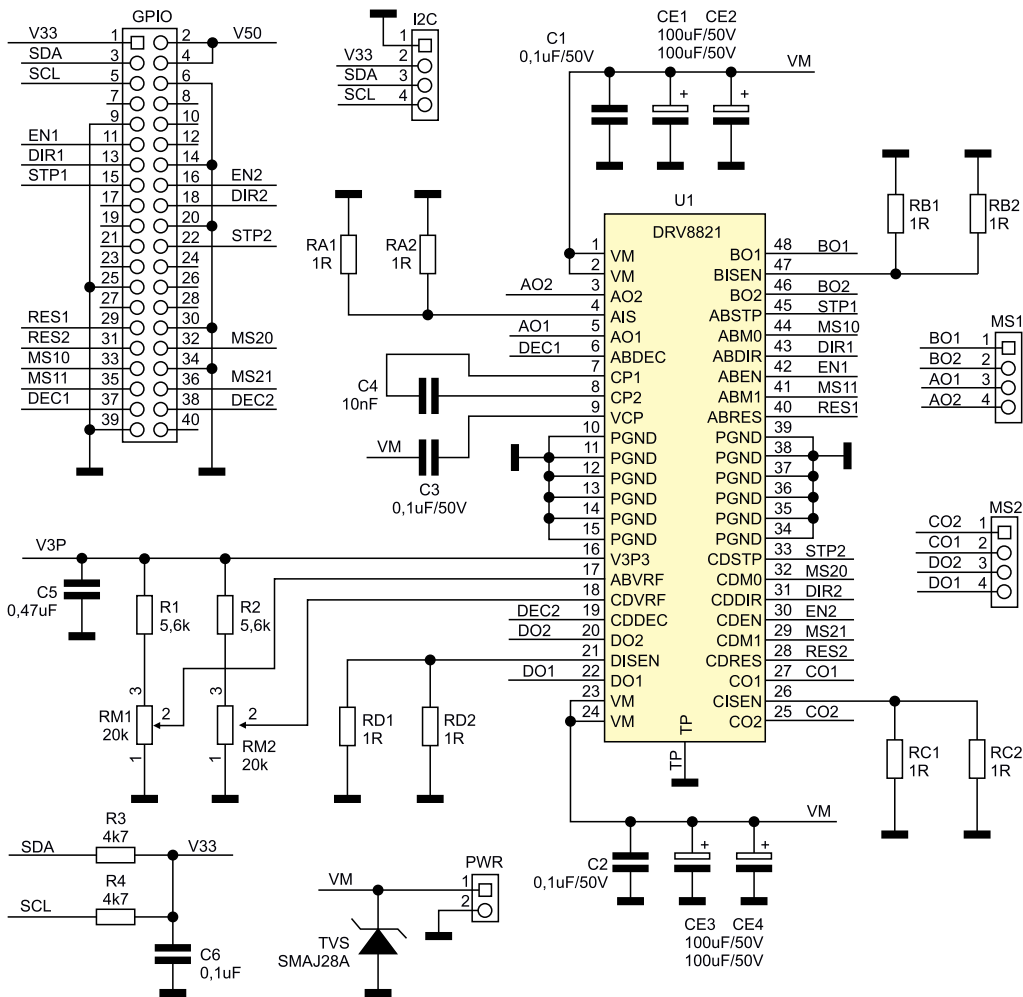 GPIO
V33 1 2 V50
SDA 3 4
SCL 5 6
7 8
9 10
EN1 11 12
DIR1 13 14
STP1 15 16 EN2
17 18 DIR2
19 20
21 22 STP2
23 24
25 26
27 28
RES1 29 30
RES2 31 32 MS20
MS10 33 34
MS11 35 36 MS21
DEC1 37 38 DEC2
39 40
I2C
1
V33 2
SDA 3
SCL 4
C1
0,1uF/50V
CE1 CE2
100uF/50V
100uF/50V
VM
+ +
RA1
1R
RA2
1R
RB1
1R
RB2
1R
U1
DRV8821
1 VM BO1 48 BO1
2 VM BISEN 47
AO2 3 AO2 BO2 46 BO2
4 AIS ABSTP 45 STP1
AO1 5 AO1 ABM0 44 MS10
DEC1 6 ABDEC ABDIR 43 DIR1
7 CP1 ABEN 42 EN1
8 CP2 ABM1 41 MS11
9 VCP ABRES 40 RES1
10 PGND PGND 39
11 PGND PGND 38
12 PGND PGND 37
13 PGND PGND 36
14 PGND PGND 35
15 PGND PGND 34
16 V3P3 CDSTP 33 STP2
17 ABVRF CDM0 32 MS20
18 CDVRF CDDIR 31 DIR2
DEC2 19 CDDEC CDEN 30 EN2
DO2 20 DO2 CDM1 29 MS21
21 DISEN CDRES 28 RES2
DO1 22 DO1 CO1 27 CO1
23 VM CISEN 26
24 VM CO2 25 CO2
TP
TP
C4
10nF
VM
C3
0,1uF/50V
MS1
BO1 1
BO2 2
AO1 3
AO2 4
MS2
CO2 1
CO1 2
DO2 3
DO1 4
V3P
C5
0,47uF
R1
5,6k
R2
5,6k
3 3
RM1
20k
2
1
2
RM2
20k
1
RD1
1R
RD2
1R
RC1
1R
RC2
1R
VM
C2
0,1uF/50V
+ +
CE3 CE4
100uF/50V
100uF/50V
R3
4k7
SDA V33
R4
4k7
SCL
C6
0,1uF
PWR
VM 1
2
TVS
SMAJ28A